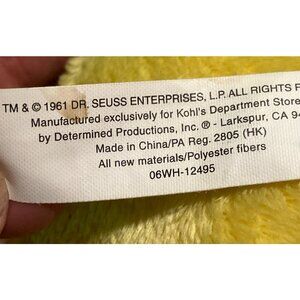 TM & © 1961 DR. SEUSS ENTERPRISES, L.P. ALL RIGHTS
Manufactured exclusively for Kohl's Department Store
by Determined Productions, Inc. ® - Larkspur, CA
Made in China/PA Reg. 2805 (HK)
All new materials/Polyester fibers
06WH-12495